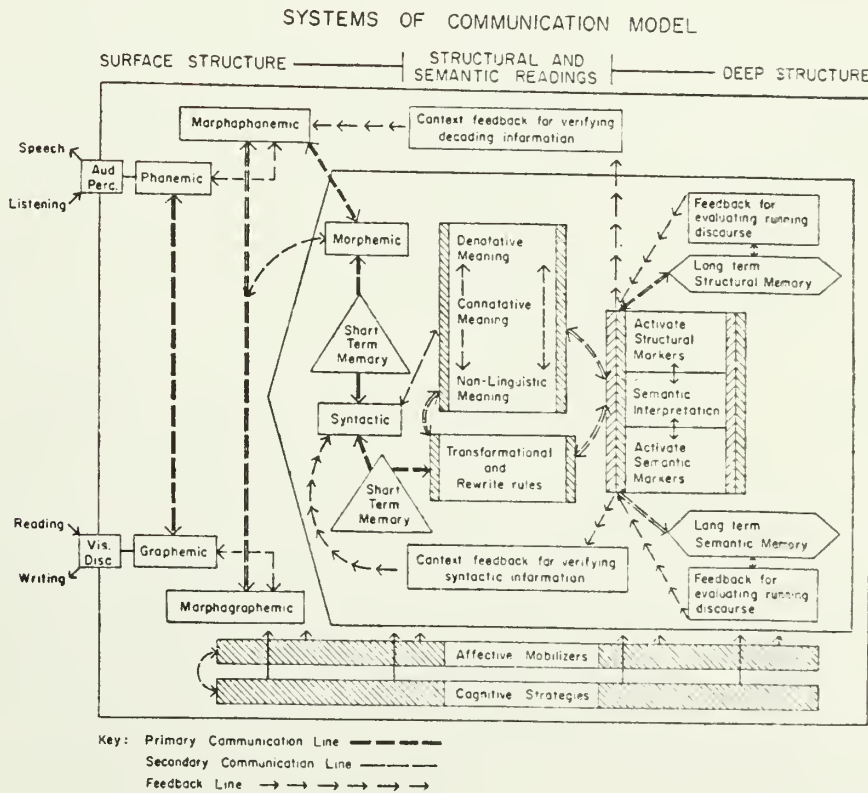 SYSTEMS OF COMMUNICATION MODEL
SURFACE STRUCTURE
STRUCTURAL AND
SEMANTIC READINGS
DEEP STRUCTURE
Marphaphanemic
Context feedback for verifying
decoding information
Speech
Aud
Perc.
Phanemic
Listening
Feedback for
evaluating running
discourse
Morphemic
Denotative
Meaning
Long term
Structural Memory
Cannatative
Meaning
Short
Term
Memory
Activate
Structural
Markers
Non-Linguistic
Meaning
Semantic
Interpretation
Syntactic
Activate
Semantic
Markers
Transformational
and
Rewrite rules
Short
Term
Memory
Reading
Vis.
Disc
Graphemic
Writing
Long term
Semantic Memory
Context feedback for verifying
syntactic information
Feedback for
evaluating running
discourse
Marphagraphemic
Affective Mobilizers
Cognitive Strategies
Key: Primary Communication Line
Secondary Communication Line
Feedback Line